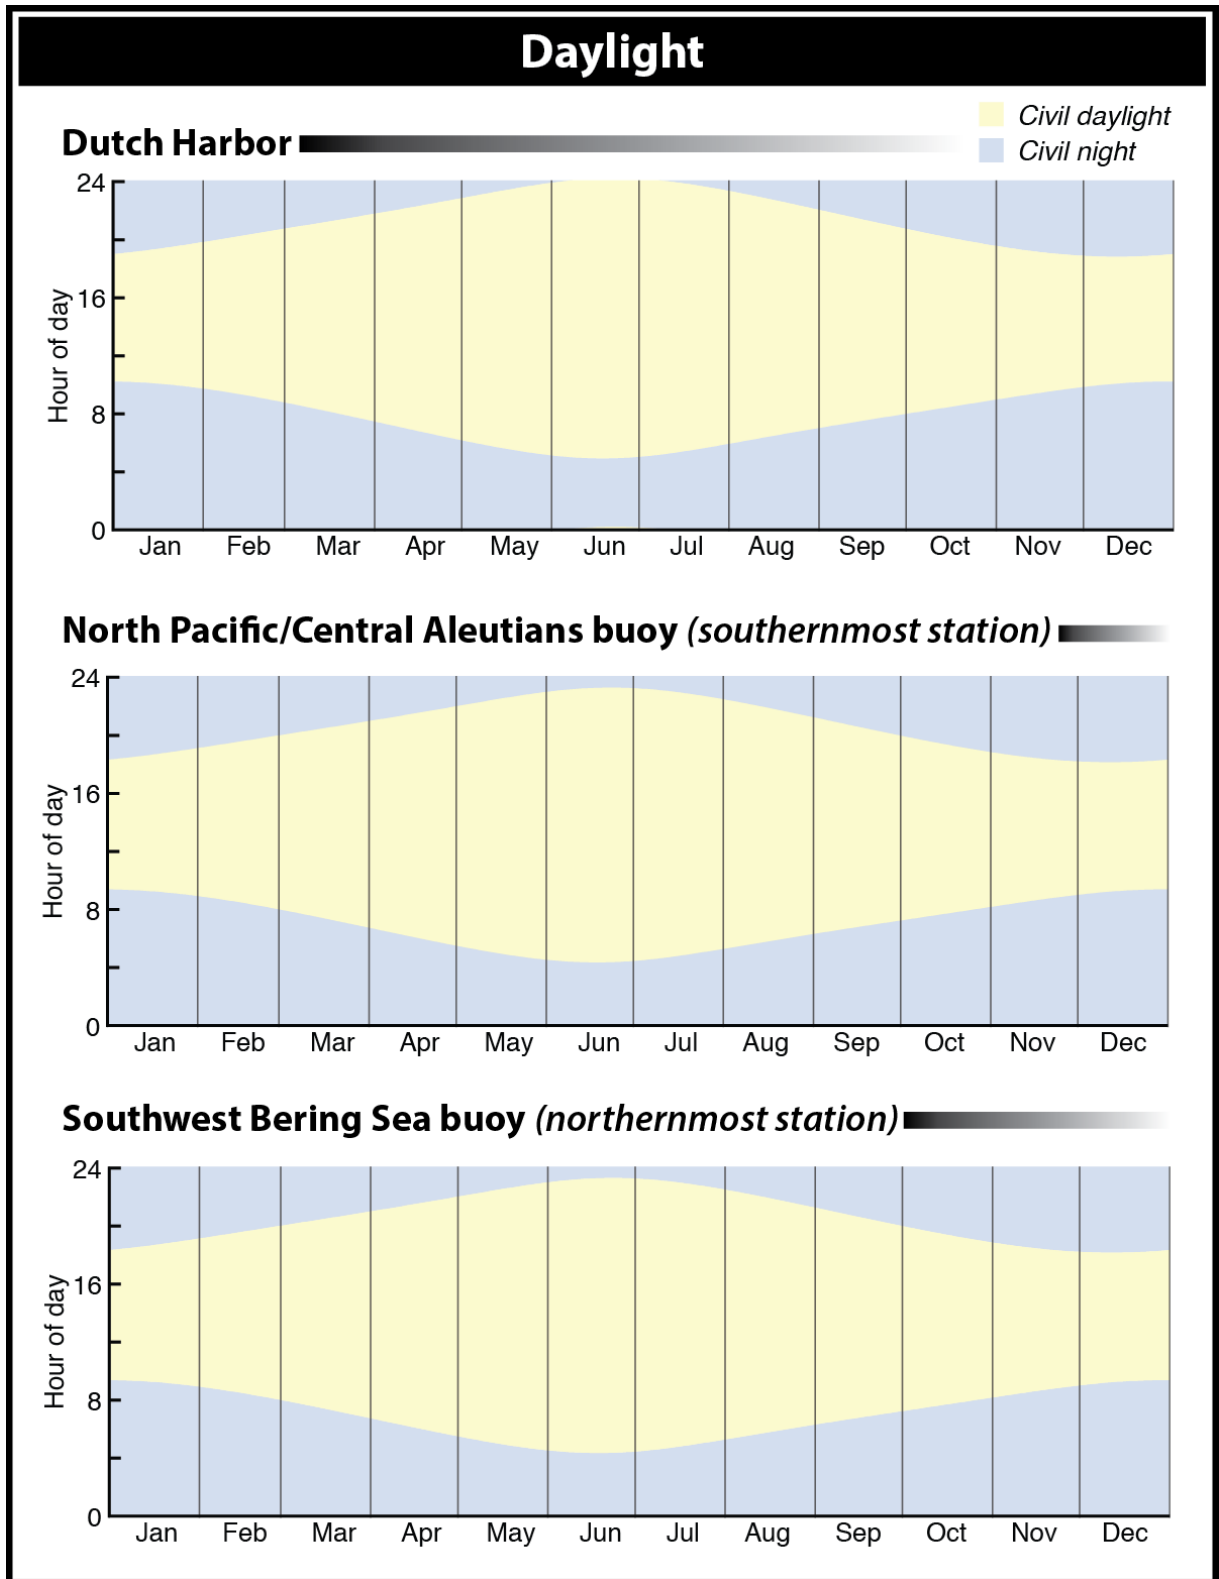 Daylight
Civil daylight
Civil night
Dutch Harbor
24
16
8
0
Hour of day
Jan Feb Mar Apr May Jun Jul Aug Sep Oct Nov Dec
North Pacific/Central Aleutians buoy (southernmost station)
24
16
8
0
Hour of day
Jan Feb Mar Apr May Jun Jul Aug Sep Oct Nov Dec
Southwest Bering Sea buoy (northernmost station)
24
16
8
0
Hour of day
Jan Feb Mar Apr May Jun Jul Aug Sep Oct Nov Dec